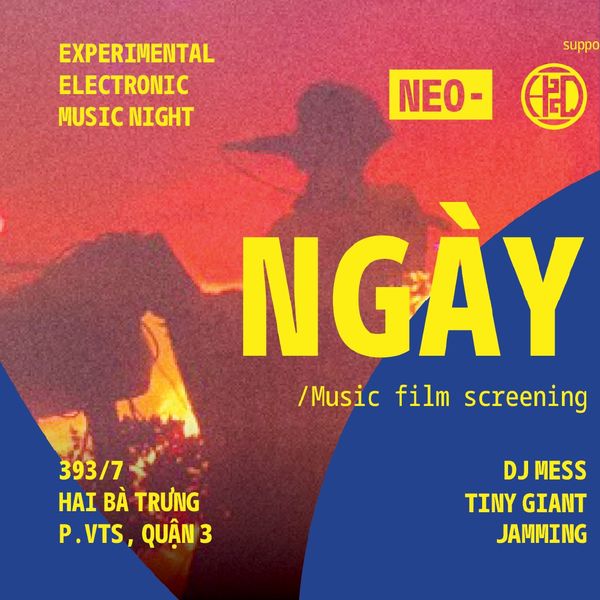 EXPERIMENTAL
ELECTRONIC
MUSIC NIGHT
suppo
NEO-
NGÀY
/Music film screening
393/7
HAI BÀ TRƯNG
P.VTS, QUẬN 3
DJ MESS
TINY GIANT
JAMMING